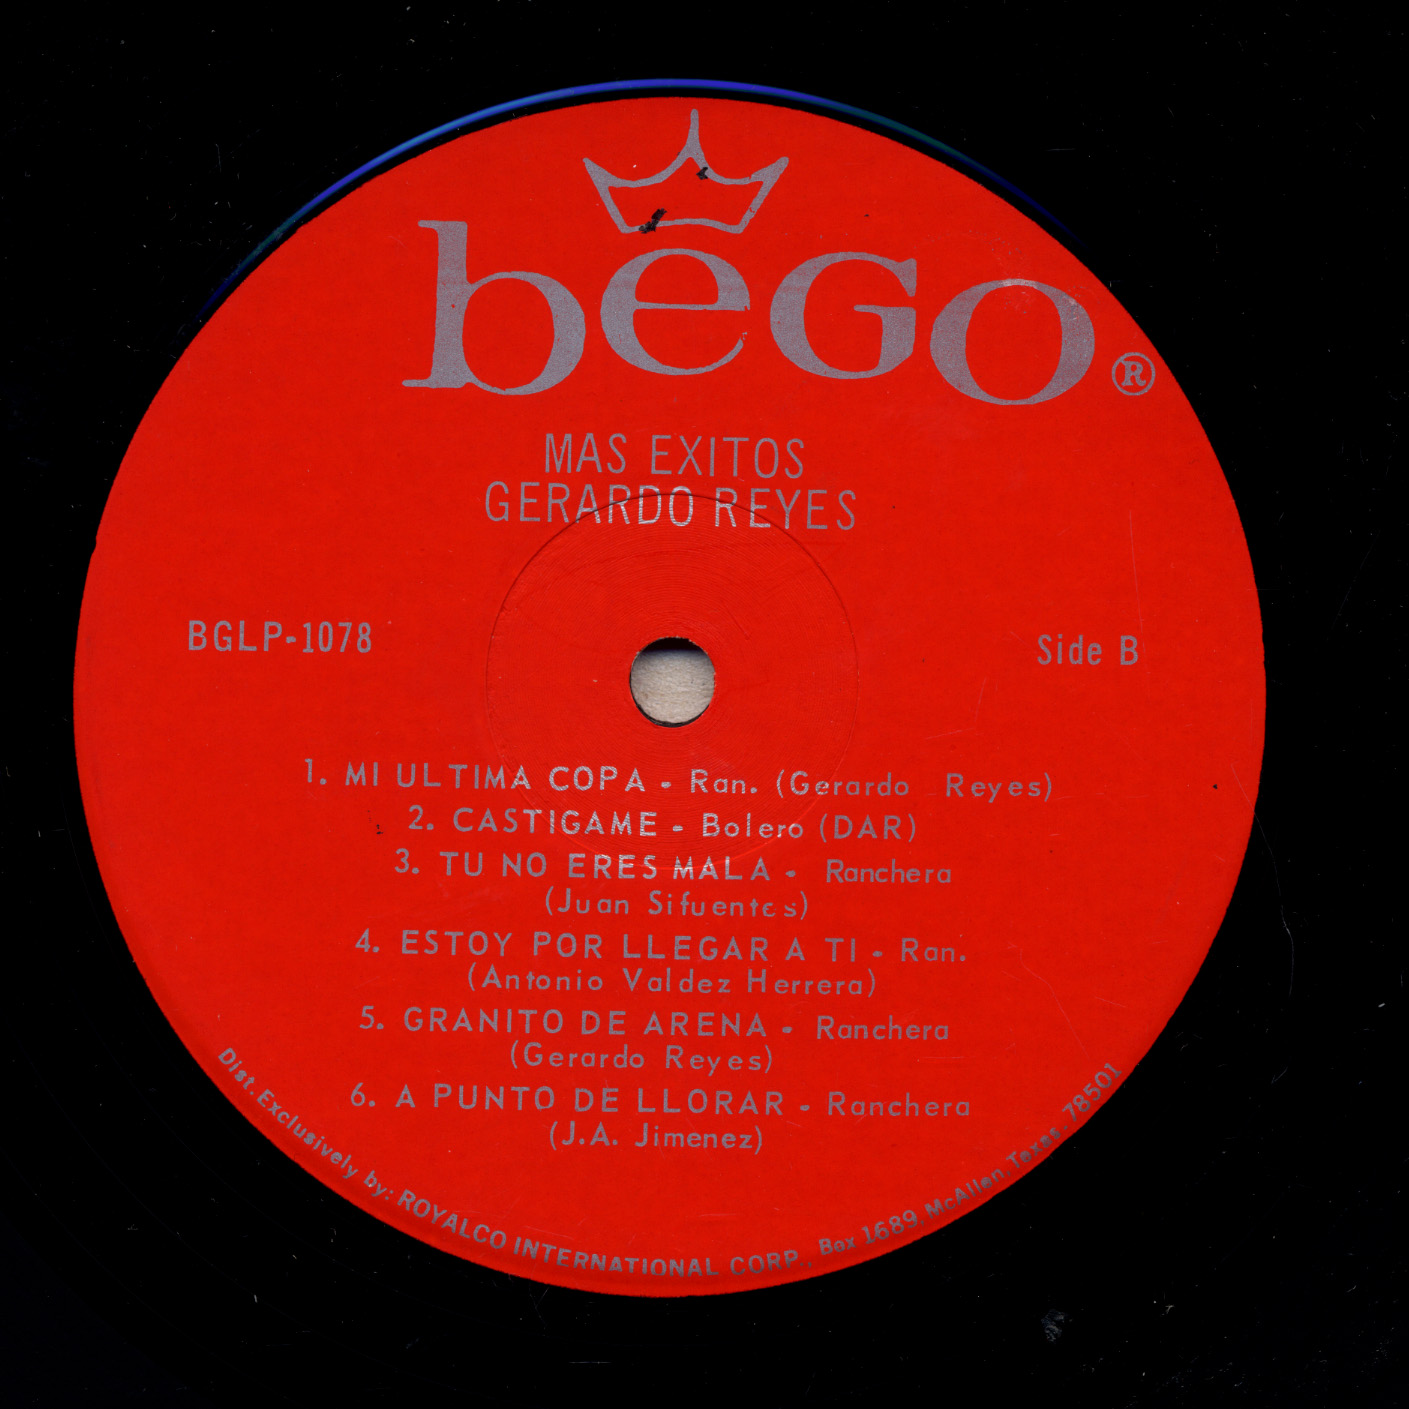 bego ®
MAS EXITOS
GERARDO REYES
BGLP-1078
Side B
1. MI ULTIMA COPA - Ran. (Gerardo Reyes)
2. CASTIGAME - Bolero (DAR)
3. TU NO ERES MALA - Ranchera
(Juan Sifuentes)
4. ESTOY POR LLEGAR A TI - Ran.
(Antonio Valdez Herrera)
5. GRANITO DE ARENA - Ranchera
(Gerardo Reyes)
6. A PUNTO DE LLORAR - Ranchera
(J.A. Jimenez)
Dist. Exclusively by: ROYALCO INTERNATIONAL CORP., Box 1689, McAllen, Texas, 78501